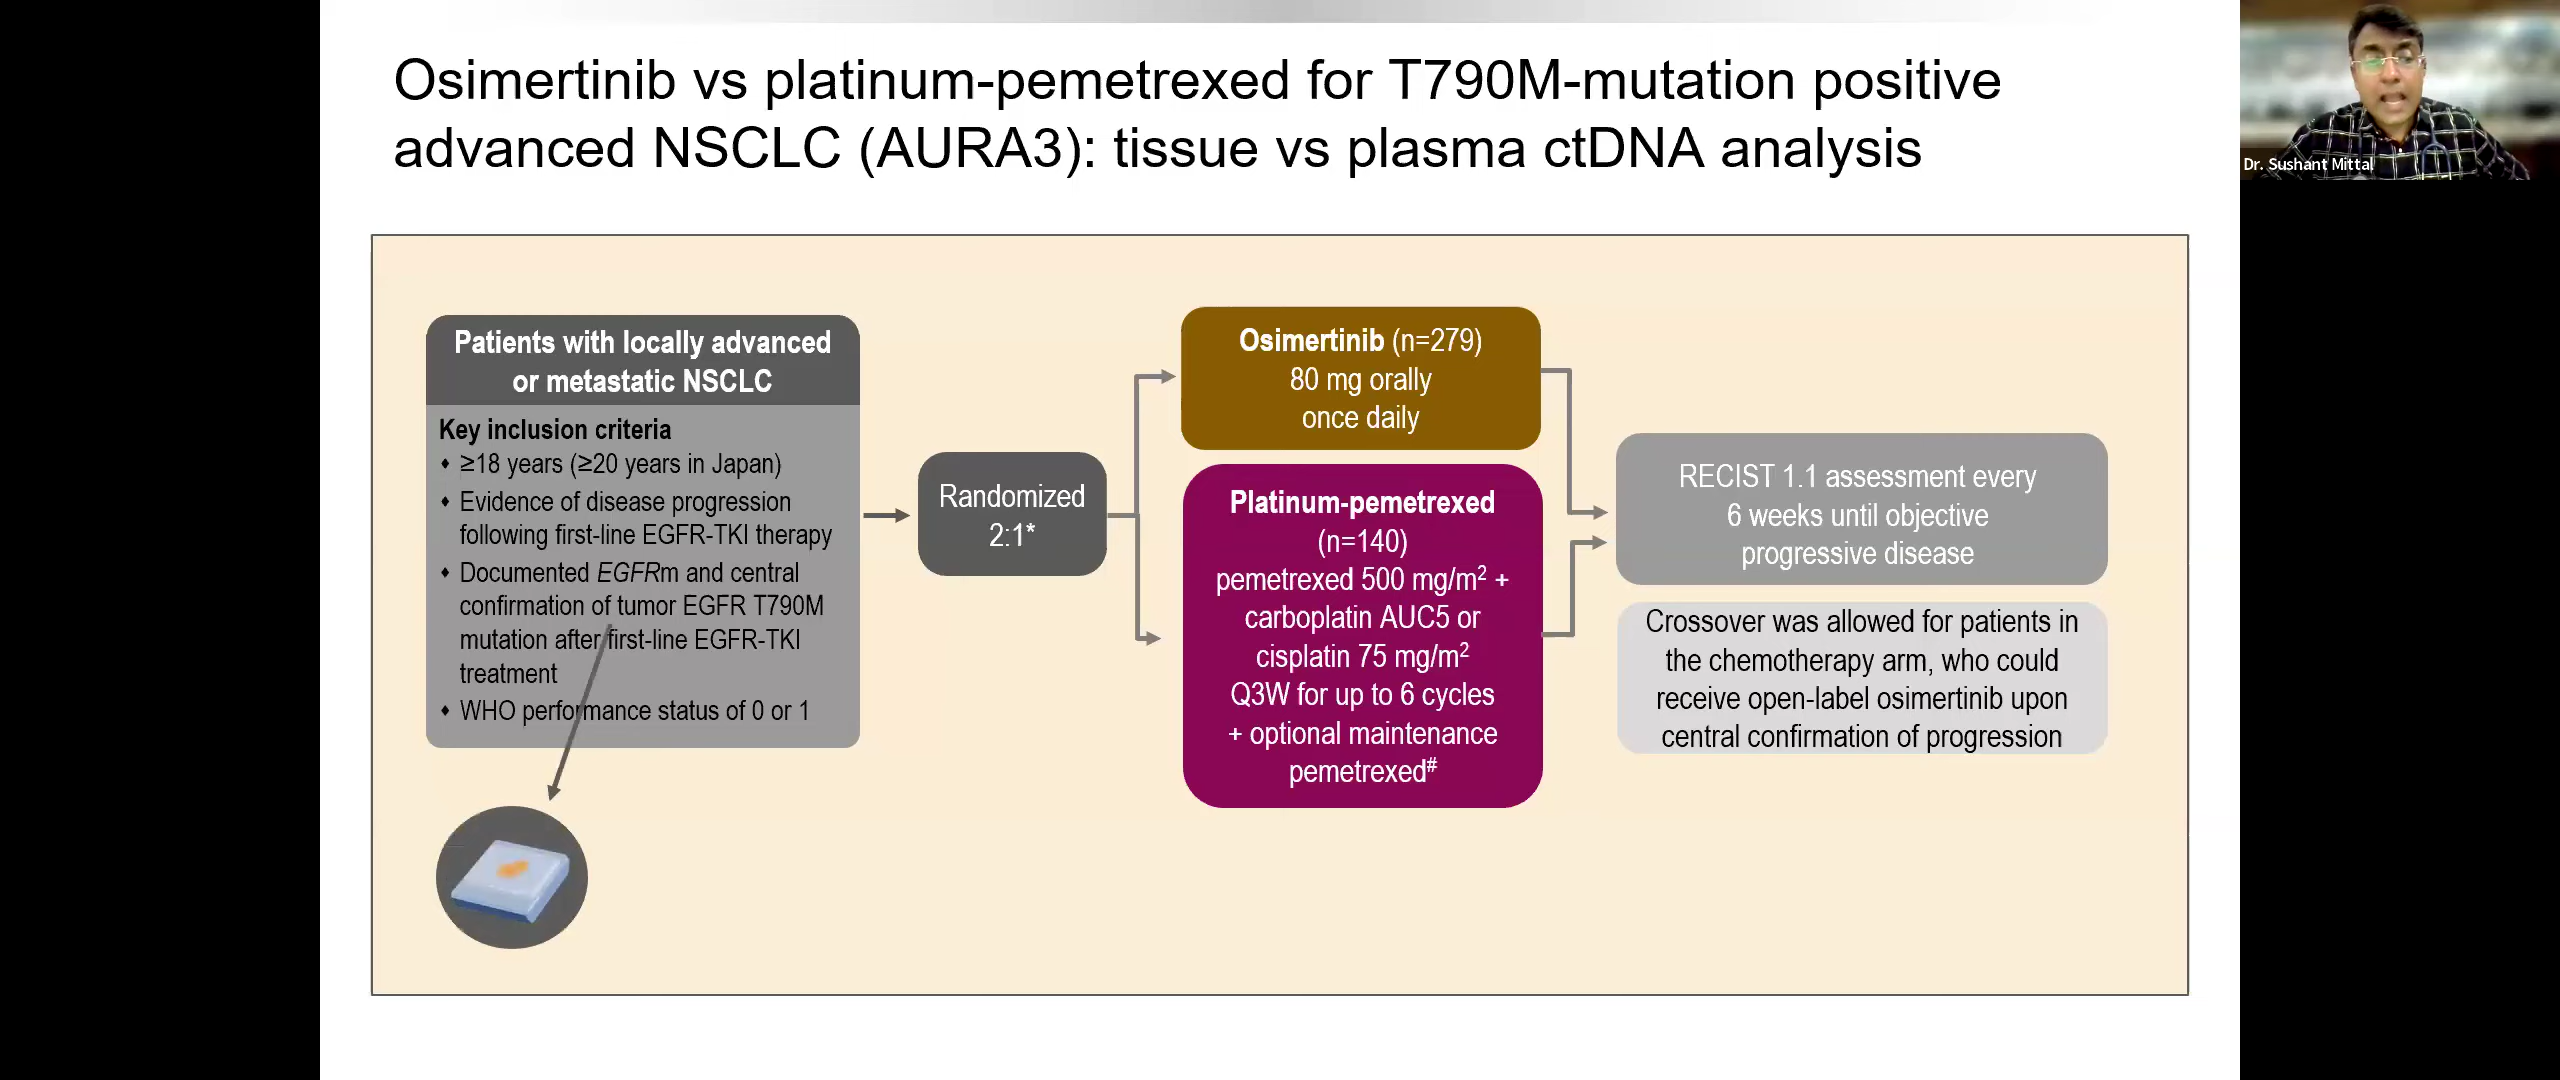 Osimertinib vs platinum-pemetrexed for T790M-mutation positive
advanced NSCLC (AURA3): tissue vs plasma ctDNA analysis
Dr. Sushant Mittal
Patients with locally advanced
or metastatic NSCLC
Key inclusion criteria
♦ ≥18 years (≥20 years in Japan)
♦ Evidence of disease progression
following first-line EGFR-TKI therapy
♦ Documented EGFRm and central
confirmation of tumor EGFR T790M
mutation after first-line EGFR-TKI
treatment
♦ WHO performance status of 0 or 1
Randomized
2:1*
Osimertinib (n=279)
80 mg orally
once daily
Platinum-pemetrexed
(n=140)
pemetrexed 500 mg/m² +
carboplatin AUC5 or
cisplatin 75 mg/m²
Q3W for up to 6 cycles
+ optional maintenance
pemetrexed#
RECIST 1.1 assessment every
6 weeks until objective
progressive disease
Crossover was allowed for patients in
the chemotherapy arm, who could
receive open-label osimertinib upon
central confirmation of progression